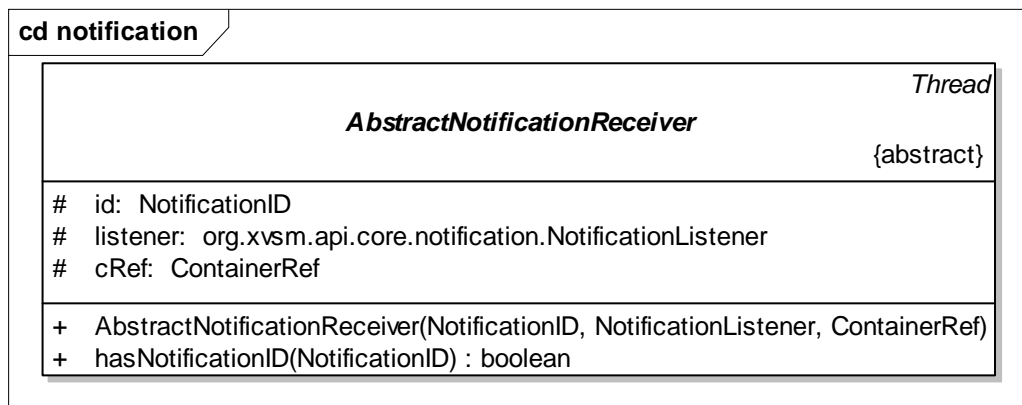 cd notification
Thread
AbstractNotificationReceiver
{abstract}
# id: NotificationID
# listener: org.xvsm.api.core.notification.NotificationListener
# cRef: ContainerRef
+ AbstractNotificationReceiver(NotificationID, NotificationListener, ContainerRef)
+ hasNotificationID(NotificationID) : boolean